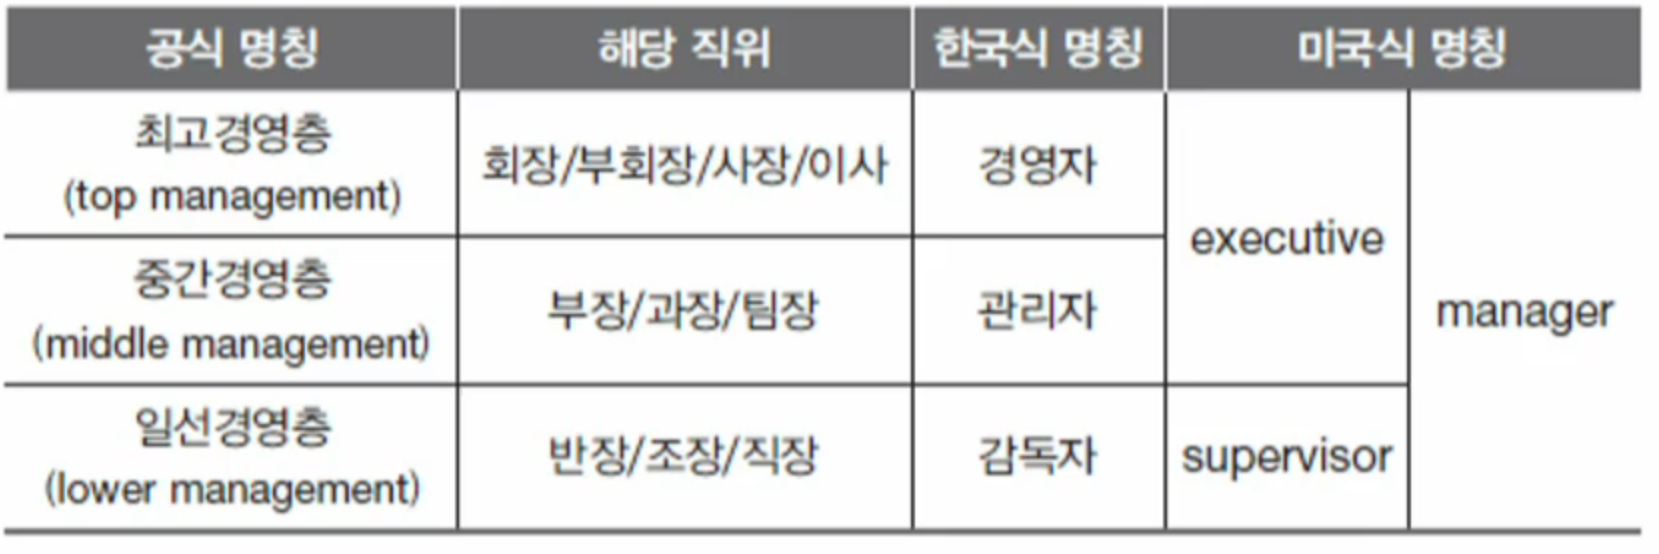 공식 명칭 해당 직위 한국식 명칭 미국식 명칭
최고경영층
(top management)
회장/부회장/사장/이사
경영자
executive
manager
중간경영층
(middle management)
부장/과장/팀장
관리자
일선경영층
(lower management)
반장/조장/직장
감독자
supervisor